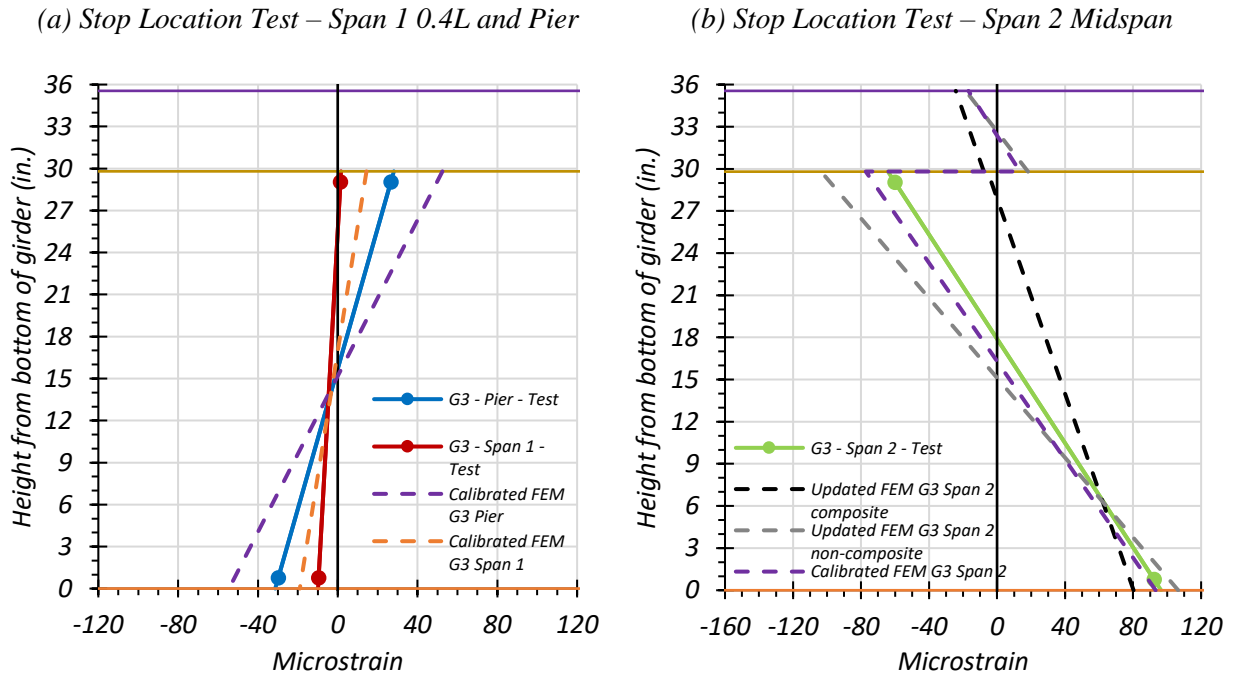 (a) Stop Location Test – Span 1 0.4L and Pier
(b) Stop Location Test – Span 2 Midspan
Height from bottom of girder (in.)
36
33
30
27
24
21
18
15
12
9
6
3
0
-120
-80
-40
0
40
80
120
Microstrain
G3 - Pier - Test
G3 - Span 1 -
Test
Calibrated FEM
G3 Pier
Calibrated FEM
G3 Span 1
Height from bottom of girder (in.)
36
33
30
27
24
21
18
15
12
9
6
3
0
-160
-120
-80
-40
0
40
80
120
Microstrain
G3 - Span 2 - Test
Updated FEM G3 Span 2
composite
Updated FEM G3 Span 2
non-composite
Calibrated FEM G3 Span 2